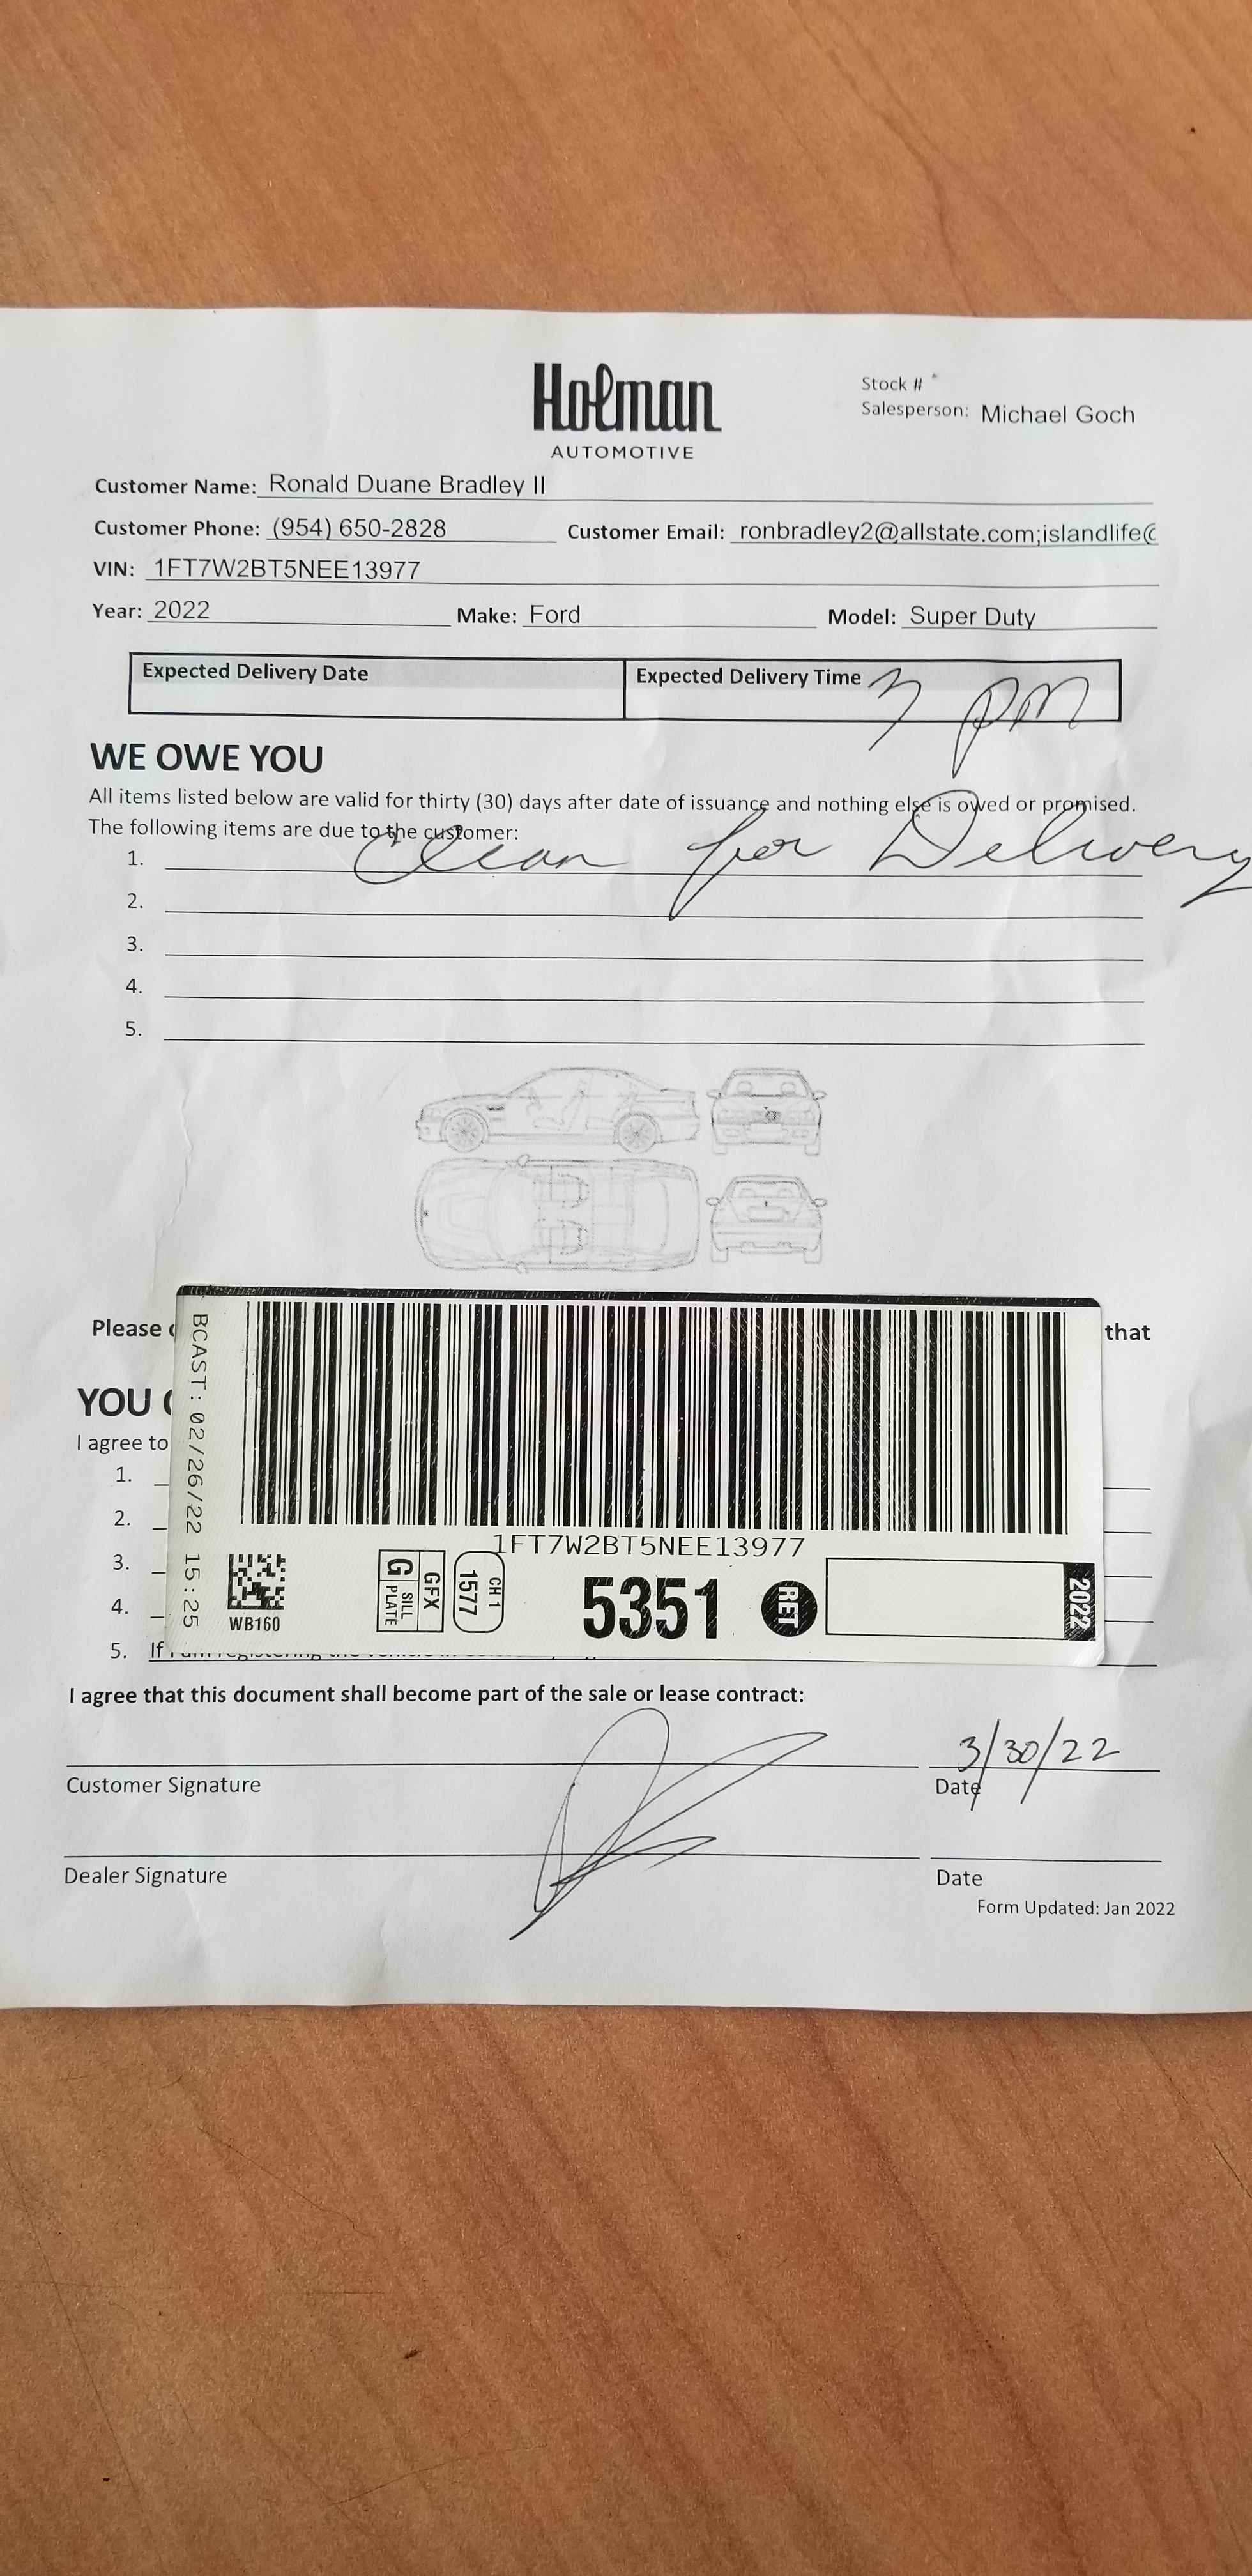 Holman
AUTOMOTIVE
Stock #
Salesperson: Michael Goch
Customer Name: Ronald Duane Bradley II
Customer Phone: (954) 650-2828 Customer Email: ronbradley2@allstate.com;islandlife@
VIN: 1FT7W2BT5NEE13977
Year: 2022 Make: Ford Model: Super Duty
Expected Delivery Date Expected Delivery Time 3 pm
WE OWE YOU
All items listed below are valid for thirty (30) days after date of issuance and nothing else is owed or promised.
The following items are due to the customer:
1. Clean for Delivery
2.
3.
4.
5.
Please that
YOU
I agree to
1.
2.
3.
4.
5. If I am registering the vehicle in
BCAST: 02/26/22 15:25
1FT7W2BT5NEE13977
WB160
G SILL PLATE
GFX
CH 1
1577
5351
RET
2022
I agree that this document shall become part of the sale or lease contract:
3/30/22
Customer Signature Date
Dealer Signature Date
Form Updated: Jan 2022